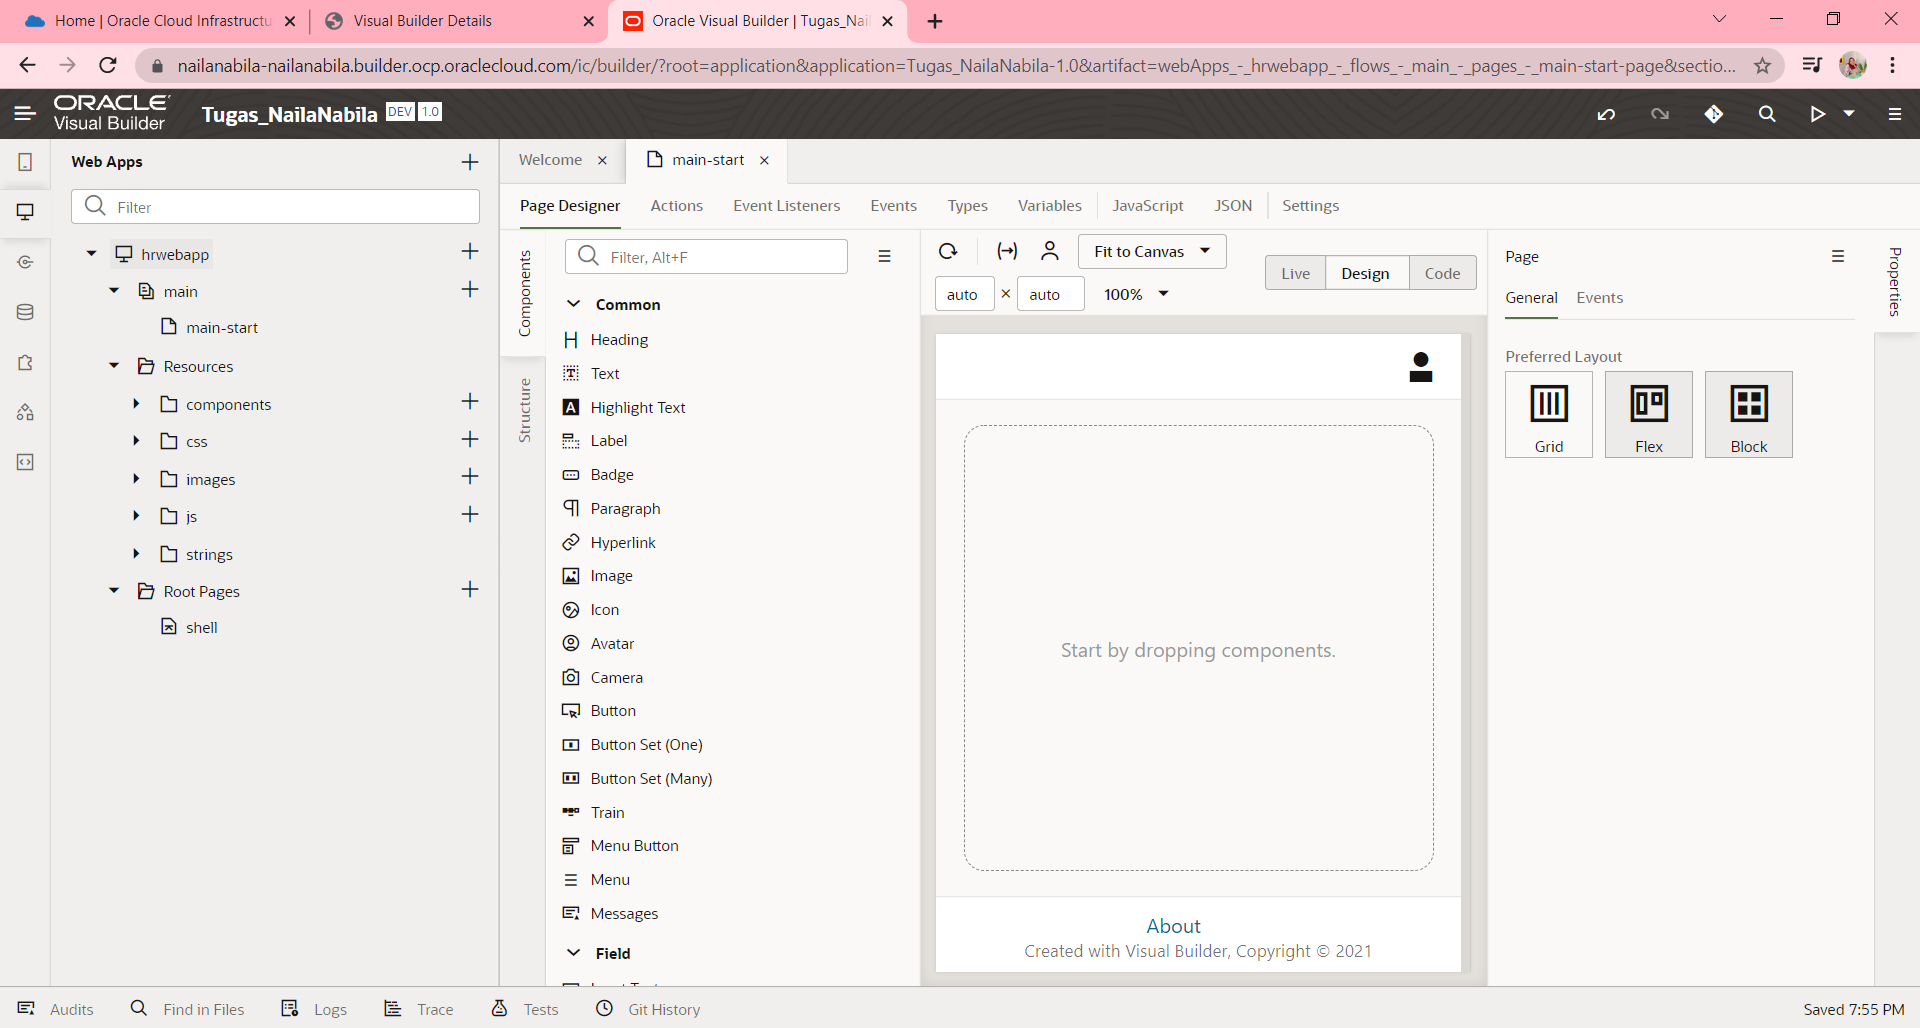 Home | Oracle Cloud Infrastructu
Visual Builder Details
Oracle Visual Builder | Tugas_Nail
nailanabila-nailanabila.builder.ocp.oraclecloud.com/ic/builder/?root=application&application=Tugas_NailaNabila-1.0&artifact=webApps_-_hrwebapp_-_flows_-_main_-_pages_-_main-start-page&sectio...
ORACLE
Visual Builder
Tugas_NailaNabila DEV 1.0
Web Apps
Filter
hrwebapp
main
main-start
Resources
components
css
images
js
strings
Root Pages
shell
Welcome
main-start
Page Designer Actions Event Listeners Events Types Variables JavaScript JSON Settings
Components
Structure
Filter, Alt+F
Common
Heading
Text
Highlight Text
Label
Badge
Paragraph
Hyperlink
Image
Icon
Avatar
Camera
Button
Button Set (One)
Button Set (Many)
Train
Menu Button
Menu
Messages
Field
Fit to Canvas
auto × auto 100%
Live Design Code
Start by dropping components.
About
Created with Visual Builder, Copyright © 2021
Page
General Events
Preferred Layout
Grid Flex Block
Properties
Audits Find in Files Logs Trace Tests Git History
Saved 7:55 PM